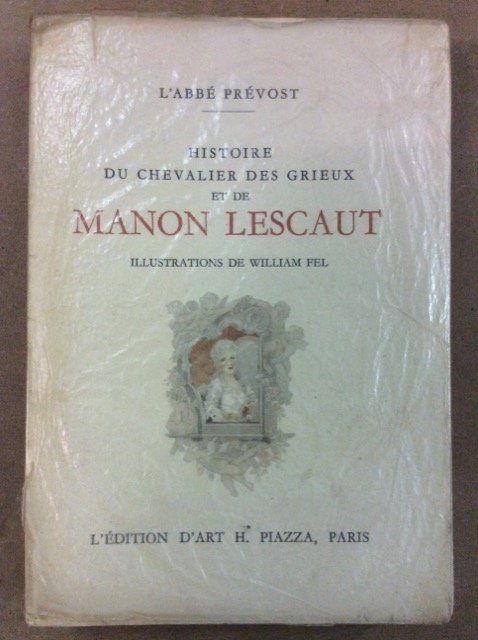 L'ABBÉ PRÉVOST
HISTOIRE
DU CHEVALIER DES GRIEUX
ET DE
MANON LESCAUT
ILLUSTRATIONS DE WILLIAM FEL
L'ÉDITION D'ART H. PIAZZA, PARIS